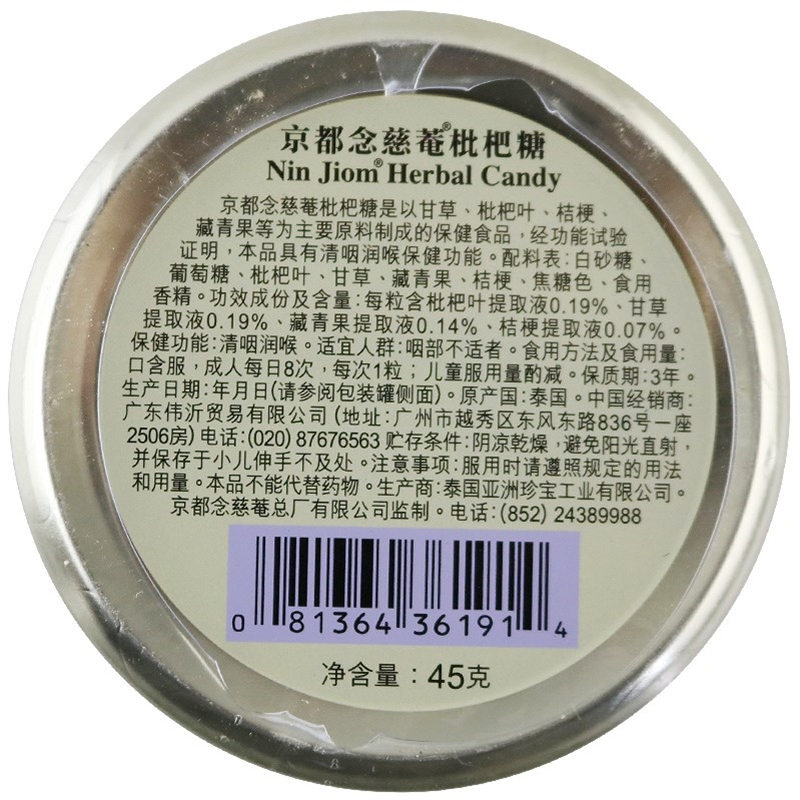 京都念慈菴®枇杷糖
Nin Jiom® Herbal Candy
京都念慈菴枇杷糖是以甘草、枇杷叶、桔梗、
藏青果等为主要原料制成的保健食品，经功能试验
证明，本品具有清咽润喉保健功能。配料表：白砂糖、
葡萄糖、枇杷叶、甘草、藏青果、桔梗、焦糖色、食用
香精。功效成份及含量：每粒含枇杷叶提取液0.19%、甘草
提取液0.19%、藏青果提取液0.14%、桔梗提取液0.07%。
保健功能：清咽润喉。适宜人群：咽部不适者。食用方法及食用量：
口含服，成人每日8次，每次1粒；儿童服用量酌减。保质期：3年。
生产日期：年月日(请参阅包装罐侧面)。原产国：泰国。中国经销商：
广东伟沂贸易有限公司 (地址：广州市越秀区东风东路836号一座
2506房) 电话：(020) 87676563 贮存条件：阴凉乾燥，避免阳光直射，
并保存于小儿伸手不及处。注意事项：服用时请遵照规定的用法
和用量。本品不能代替药物。生产商：泰国亚洲珍宝工业有限公司。
京都念慈菴总厂有限公司监制。电话：(852) 24389988
0 81364 36191 4
净含量：45克